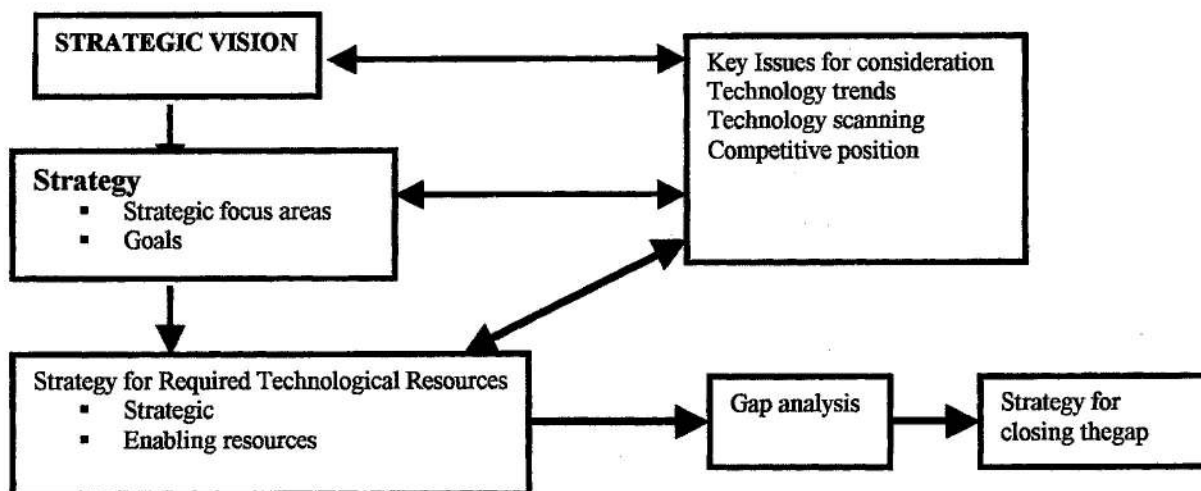 STRATEGIC VISION
Key Issues for consideration
Technology trends
Technology scanning
Competitive position
Strategy
▪ Strategic focus areas
▪ Goals
Strategy for Required Technological Resources
▪ Strategic
▪ Enabling resources
Gap analysis
Strategy for
closing thegap